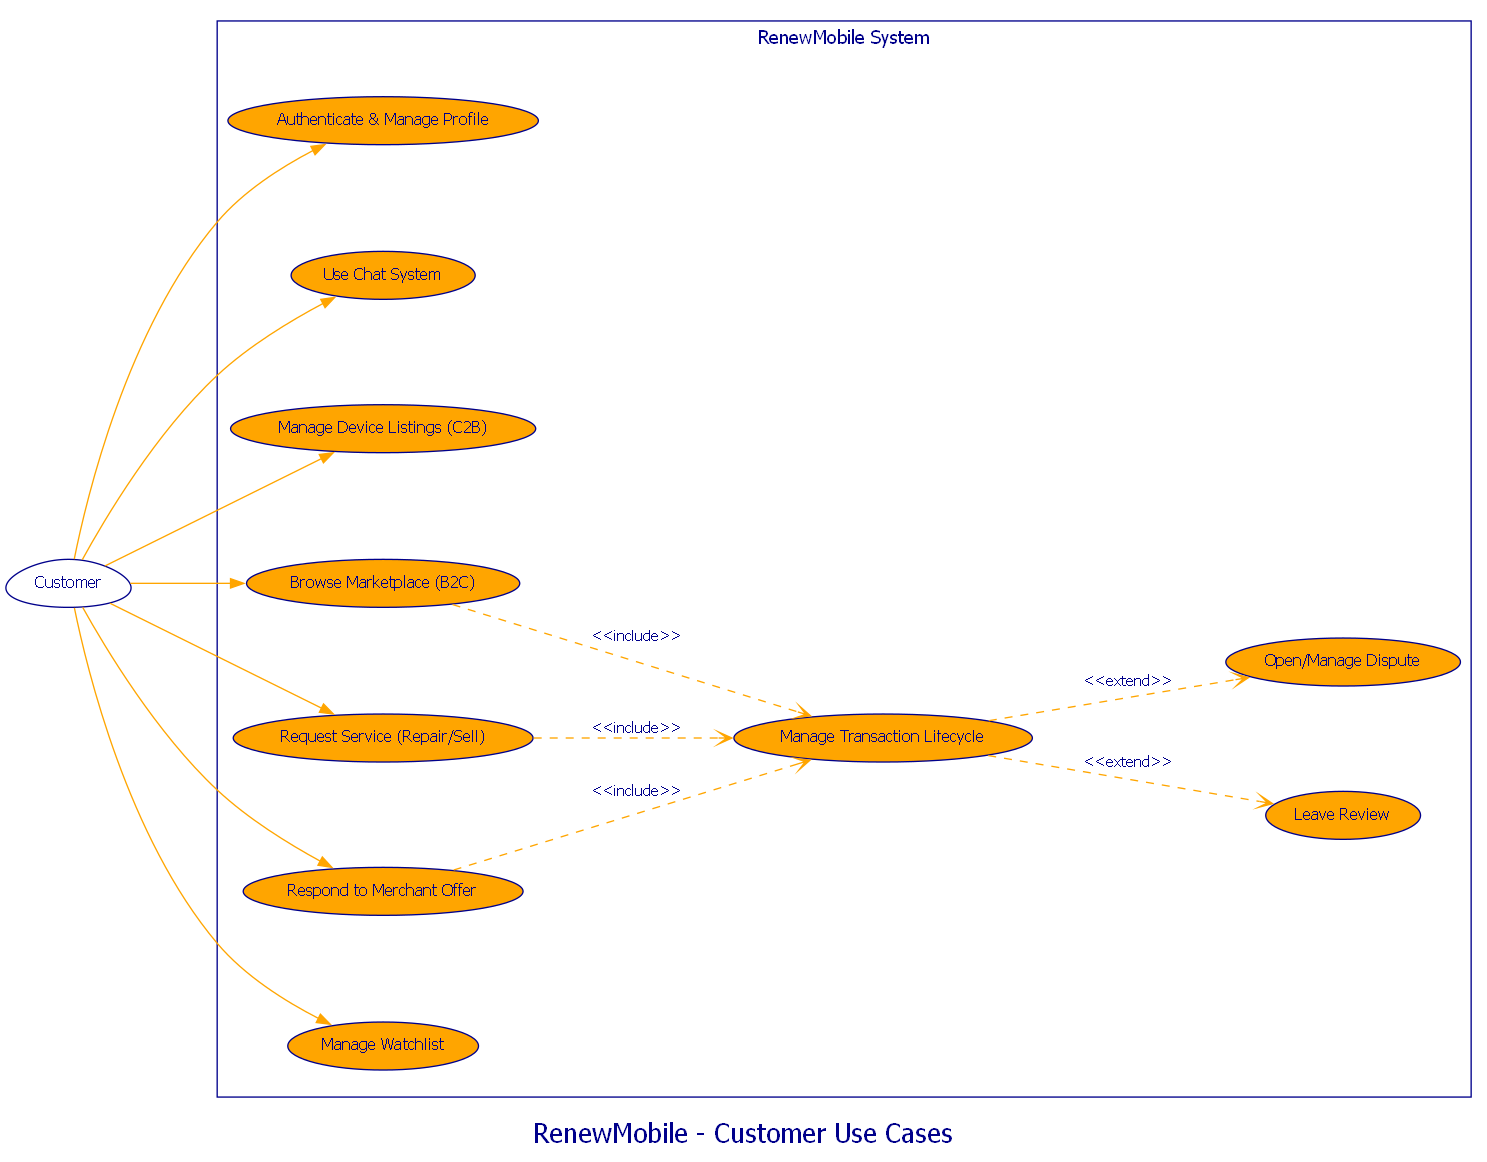 RenewMobile System
Authenticate & Manage Profile
Use Chat System
Manage Device Listings (C2B)
Customer
Browse Marketplace (B2C)
<<include>>
Open/Manage Dispute
<<extend>>
Request Service (Repair/Sell)
<<include>>
Manage Transaction Lifecycle
<<extend>>
<<include>>
Leave Review
Respond to Merchant Offer
Manage Watchlist
RenewMobile - Customer Use Cases